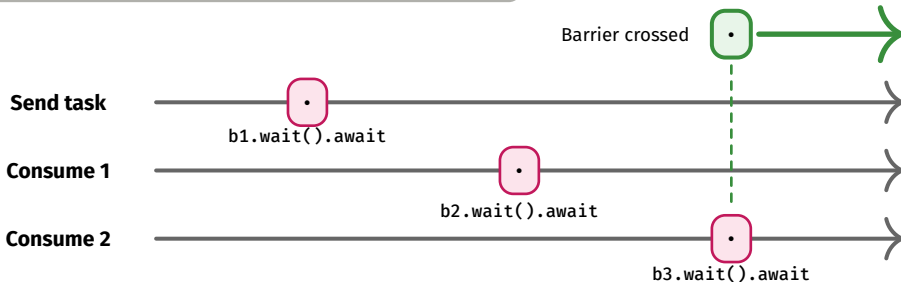 Barrier crossed
Send task
b1.wait().await
Consume 1
b2.wait().await
Consume 2
b3.wait().await